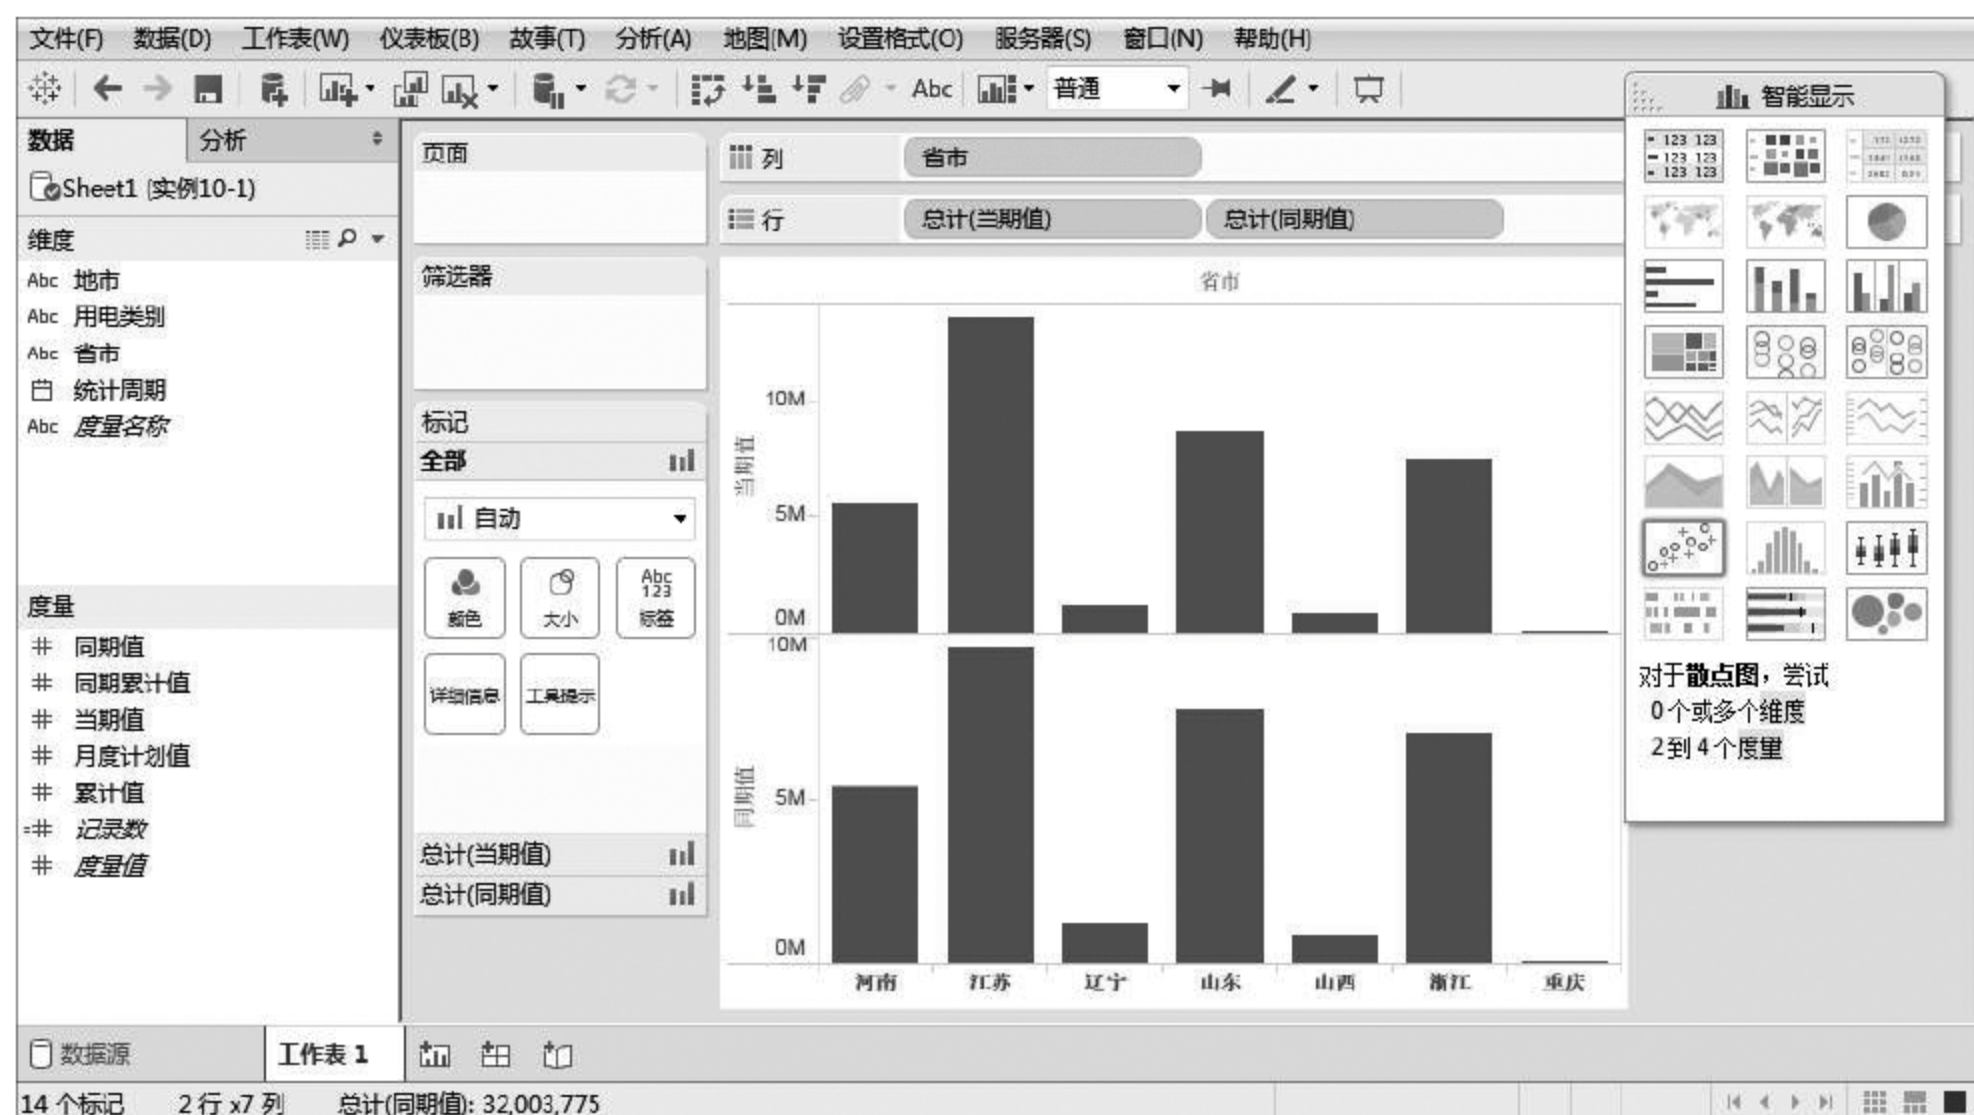 文件(F) 数据(D) 工作表(W) 仪表板(B) 故事(T) 分析(A) 地图(M) 设置格式(O) 服务器(S) 窗口(N) 帮助(H)
Abc 普通
智能显示
数据 分析
Sheet1 (实例10-1)
维度
Abc 地市
Abc 用电类别
Abc 省市
统计周期
Abc 度量名称
度量
# 同期值
# 同期累计值
# 当期值
# 月度计划值
# 累计值
=# 记录数
# 度量值
页面
筛选器
标记
全部
自动
颜色 大小 Abc 123 标签
详细信息 工具提示
总计(当期值)
总计(同期值)
列 省市
行 总计(当期值) 总计(同期值)
省市
当期值
10M
5M
0M
同期值
10M
5M
0M
河南 江苏 辽宁 山东 山西 浙江 重庆
123 123
123 123
123 123
对于散点图，尝试
0个或多个维度
2到4个度量
数据源 工作表 1
14 个标记 2 行 x7 列 总计(同期值): 32,003,775